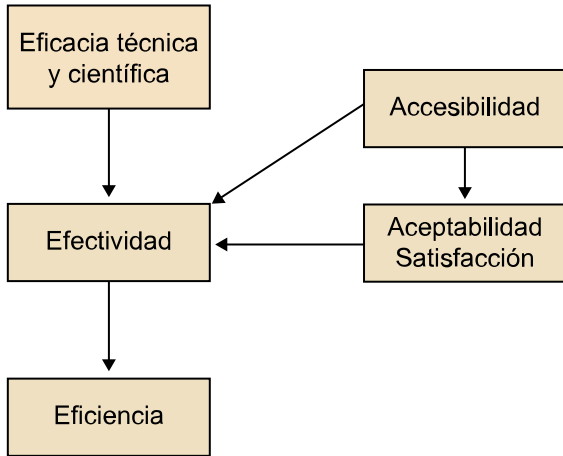 Eficacia técnica
y científica
Accesibilidad
Efectividad
Aceptabilidad
Satisfacción
Eficiencia